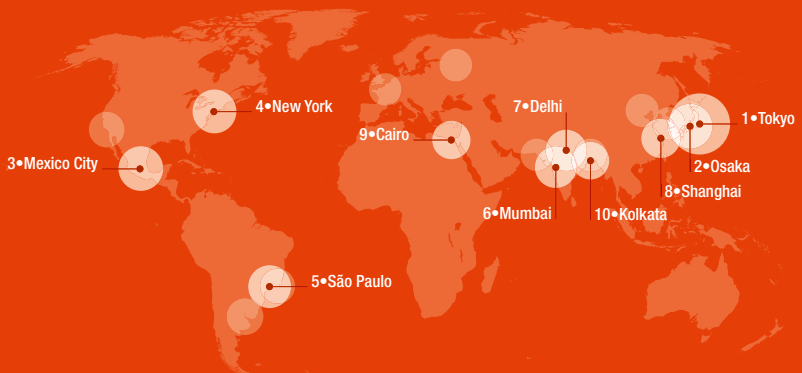 4•New York
7•Delhi
1•Tokyo
9•Cairo
3•Mexico City
2•Osaka
8•Shanghai
6•Mumbai
10•Kolkata
5•São Paulo